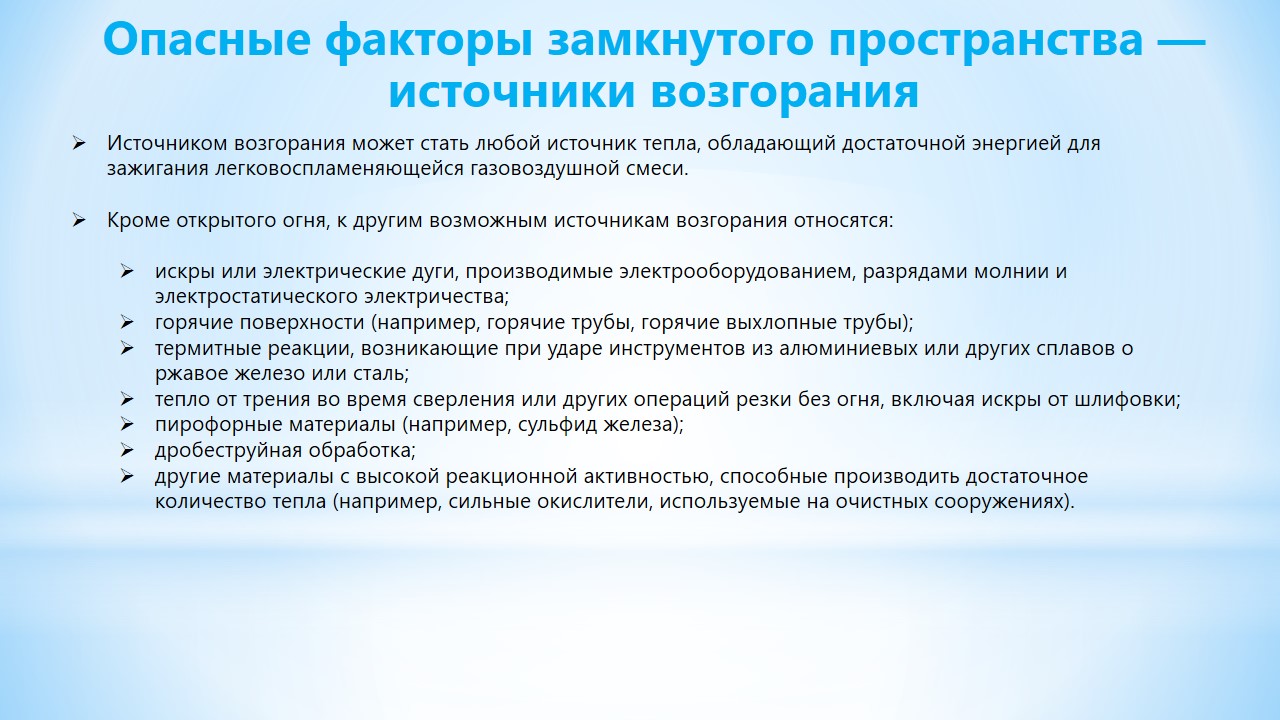 Опасные факторы замкнутого пространства —
источники возгорания
➢ Источником возгорания может стать любой источник тепла, обладающий достаточной энергией для
зажигания легковоспламеняющейся газовоздушной смеси.
➢ Кроме открытого огня, к другим возможным источникам возгорания относятся:
➢ искры или электрические дуги, производимые электрооборудованием, разрядами молнии и
электростатического электричества;
➢ горячие поверхности (например, горячие трубы, горячие выхлопные трубы);
➢ термитные реакции, возникающие при ударе инструментов из алюминиевых или других сплавов о
ржавое железо или сталь;
➢ тепло от трения во время сверления или других операций резки без огня, включая искры от шлифовки;
➢ пирофорные материалы (например, сульфид железа);
➢ дробеструйная обработка;
➢ другие материалы с высокой реакционной активностью, способные производить достаточное
количество тепла (например, сильные окислители, используемые на очистных сооружениях).